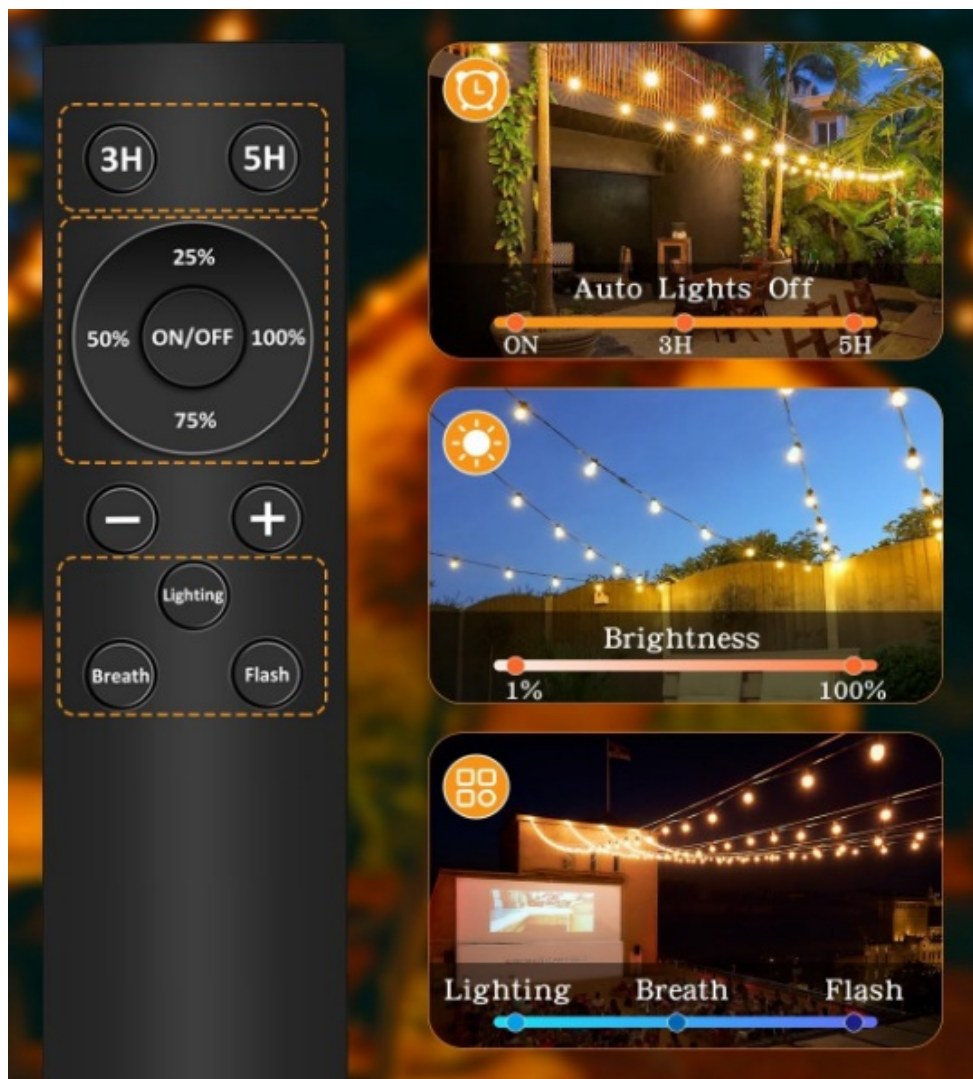 3H 5H
25%
50% ON/OFF 100%
75%
− +
Lighting
Breath Flash
Auto Lights Off
ON 3H 5H
Brightness
1% 100%
Lighting Breath Flash